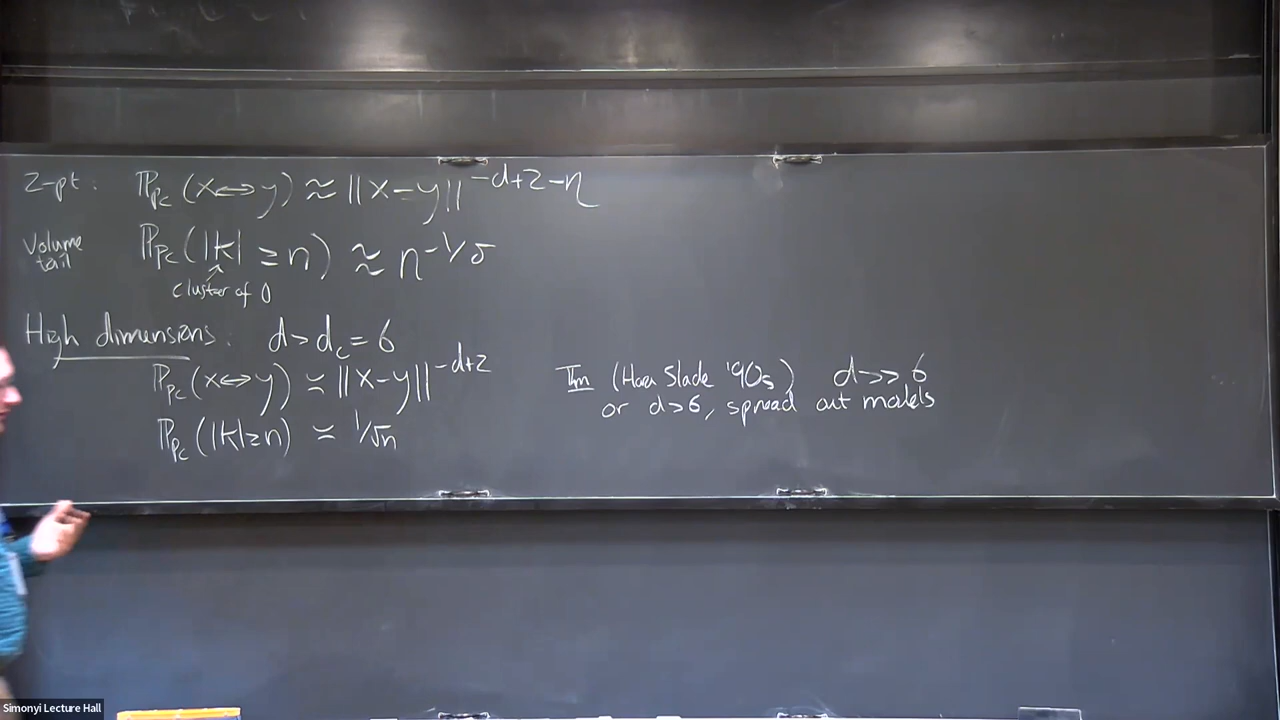 2-pt: ℙ_{p_c}(x↔y) ≈ ||x-y||^{-d+2-η}
Volume tail ℙ_{p_c}(|K| ≥ n) ≈ n^{-1/δ}
cluster of 0
High dimensions: d > d_c = 6
ℙ_{p_c}(x↔y) ≍ ||x-y||^{-d+2}
ℙ_{p_c}(|K| ≥ n) ≍ 1/√n
Thm (Hara Slade '90s) d >> 6
or d>6, spread out models
Simonyi Lecture Hall